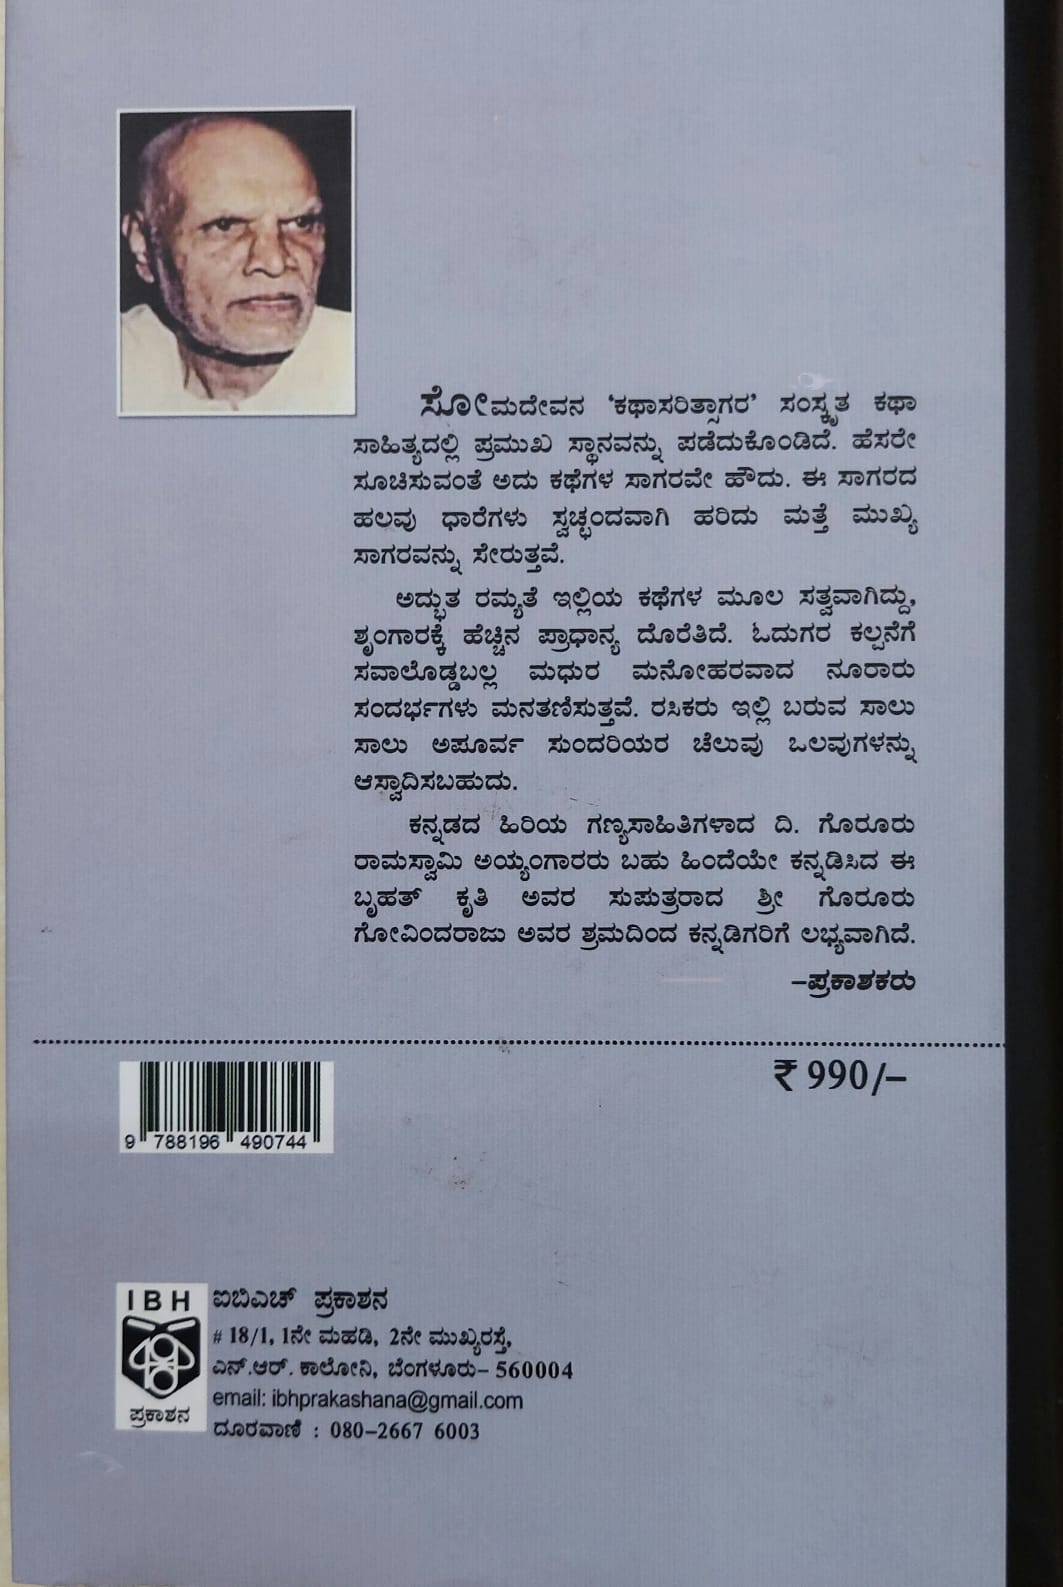 ಸೋಮದೇವನ ‘ಕಥಾಸರಿತ್ಸಾಗರ’ ಸಂಸ್ಕೃತ ಕಥಾ
ಸಾಹಿತ್ಯದಲ್ಲಿ ಪ್ರಮುಖ ಸ್ಥಾನವನ್ನು ಪಡೆದುಕೊಂಡಿದೆ. ಹೆಸರೇ
ಸೂಚಿಸುವಂತೆ ಅದು ಕಥೆಗಳ ಸಾಗರವೇ ಹೌದು. ಈ ಸಾಗರದ
ಹಲವು ಧಾರೆಗಳು ಸ್ವಚ್ಛಂದವಾಗಿ ಹರಿದು ಮತ್ತೆ ಮುಖ್ಯ
ಸಾಗರವನ್ನು ಸೇರುತ್ತವೆ.
ಅದ್ಭುತ ರಮ್ಯತೆ ಇಲ್ಲಿಯ ಕಥೆಗಳ ಮೂಲ ಸತ್ವವಾಗಿದ್ದು,
ಶೃಂಗಾರಕ್ಕೆ ಹೆಚ್ಚಿನ ಪ್ರಾಧಾನ್ಯ ದೊರೆತಿದೆ. ಓದುಗರ ಕಲ್ಪನೆಗೆ
ಸವಾಲೊಡ್ಡಬಲ್ಲ ಮಧುರ ಮನೋಹರವಾದ ನೂರಾರು
ಸಂದರ್ಭಗಳು ಮನತಣಿಸುತ್ತವೆ. ರಸಿಕರು ಇಲ್ಲಿ ಬರುವ ಸಾಲು
ಸಾಲು ಅಪೂರ್ವ ಸುಂದರಿಯರ ಚೆಲುವು ಒಲವುಗಳನ್ನು
ಆಸ್ವಾದಿಸಬಹುದು.
ಕನ್ನಡದ ಹಿರಿಯ ಗಣ್ಯಸಾಹಿತಿಗಳಾದ ದಿ. ಗೊರೂರು
ರಾಮಸ್ವಾಮಿ ಅಯ್ಯಂಗಾರರು ಬಹು ಹಿಂದೆಯೇ ಕನ್ನಡಿಸಿದ ಈ
ಬೃಹತ್ ಕೃತಿ ಅವರ ಸುಪುತ್ರರಾದ ಶ್ರೀ ಗೊರೂರು
ಗೋವಿಂದರಾಜು ಅವರ ಶ್ರಮದಿಂದ ಕನ್ನಡಿಗರಿಗೆ ಲಭ್ಯವಾಗಿದೆ.
–ಪ್ರಕಾಶಕರು
₹ 990/–
9 788196 490744
IBH
ಪ್ರಕಾಶನ
ಐಬಿಎಚ್ ಪ್ರಕಾಶನ
# 18/1, 1ನೇ ಮಹಡಿ, 2ನೇ ಮುಖ್ಯರಸ್ತೆ,
ಎನ್.ಆರ್. ಕಾಲೋನಿ, ಬೆಂಗಳೂರು– 560004
email: ibhprakashana@gmail.com
ದೂರವಾಣಿ : 080–2667 6003